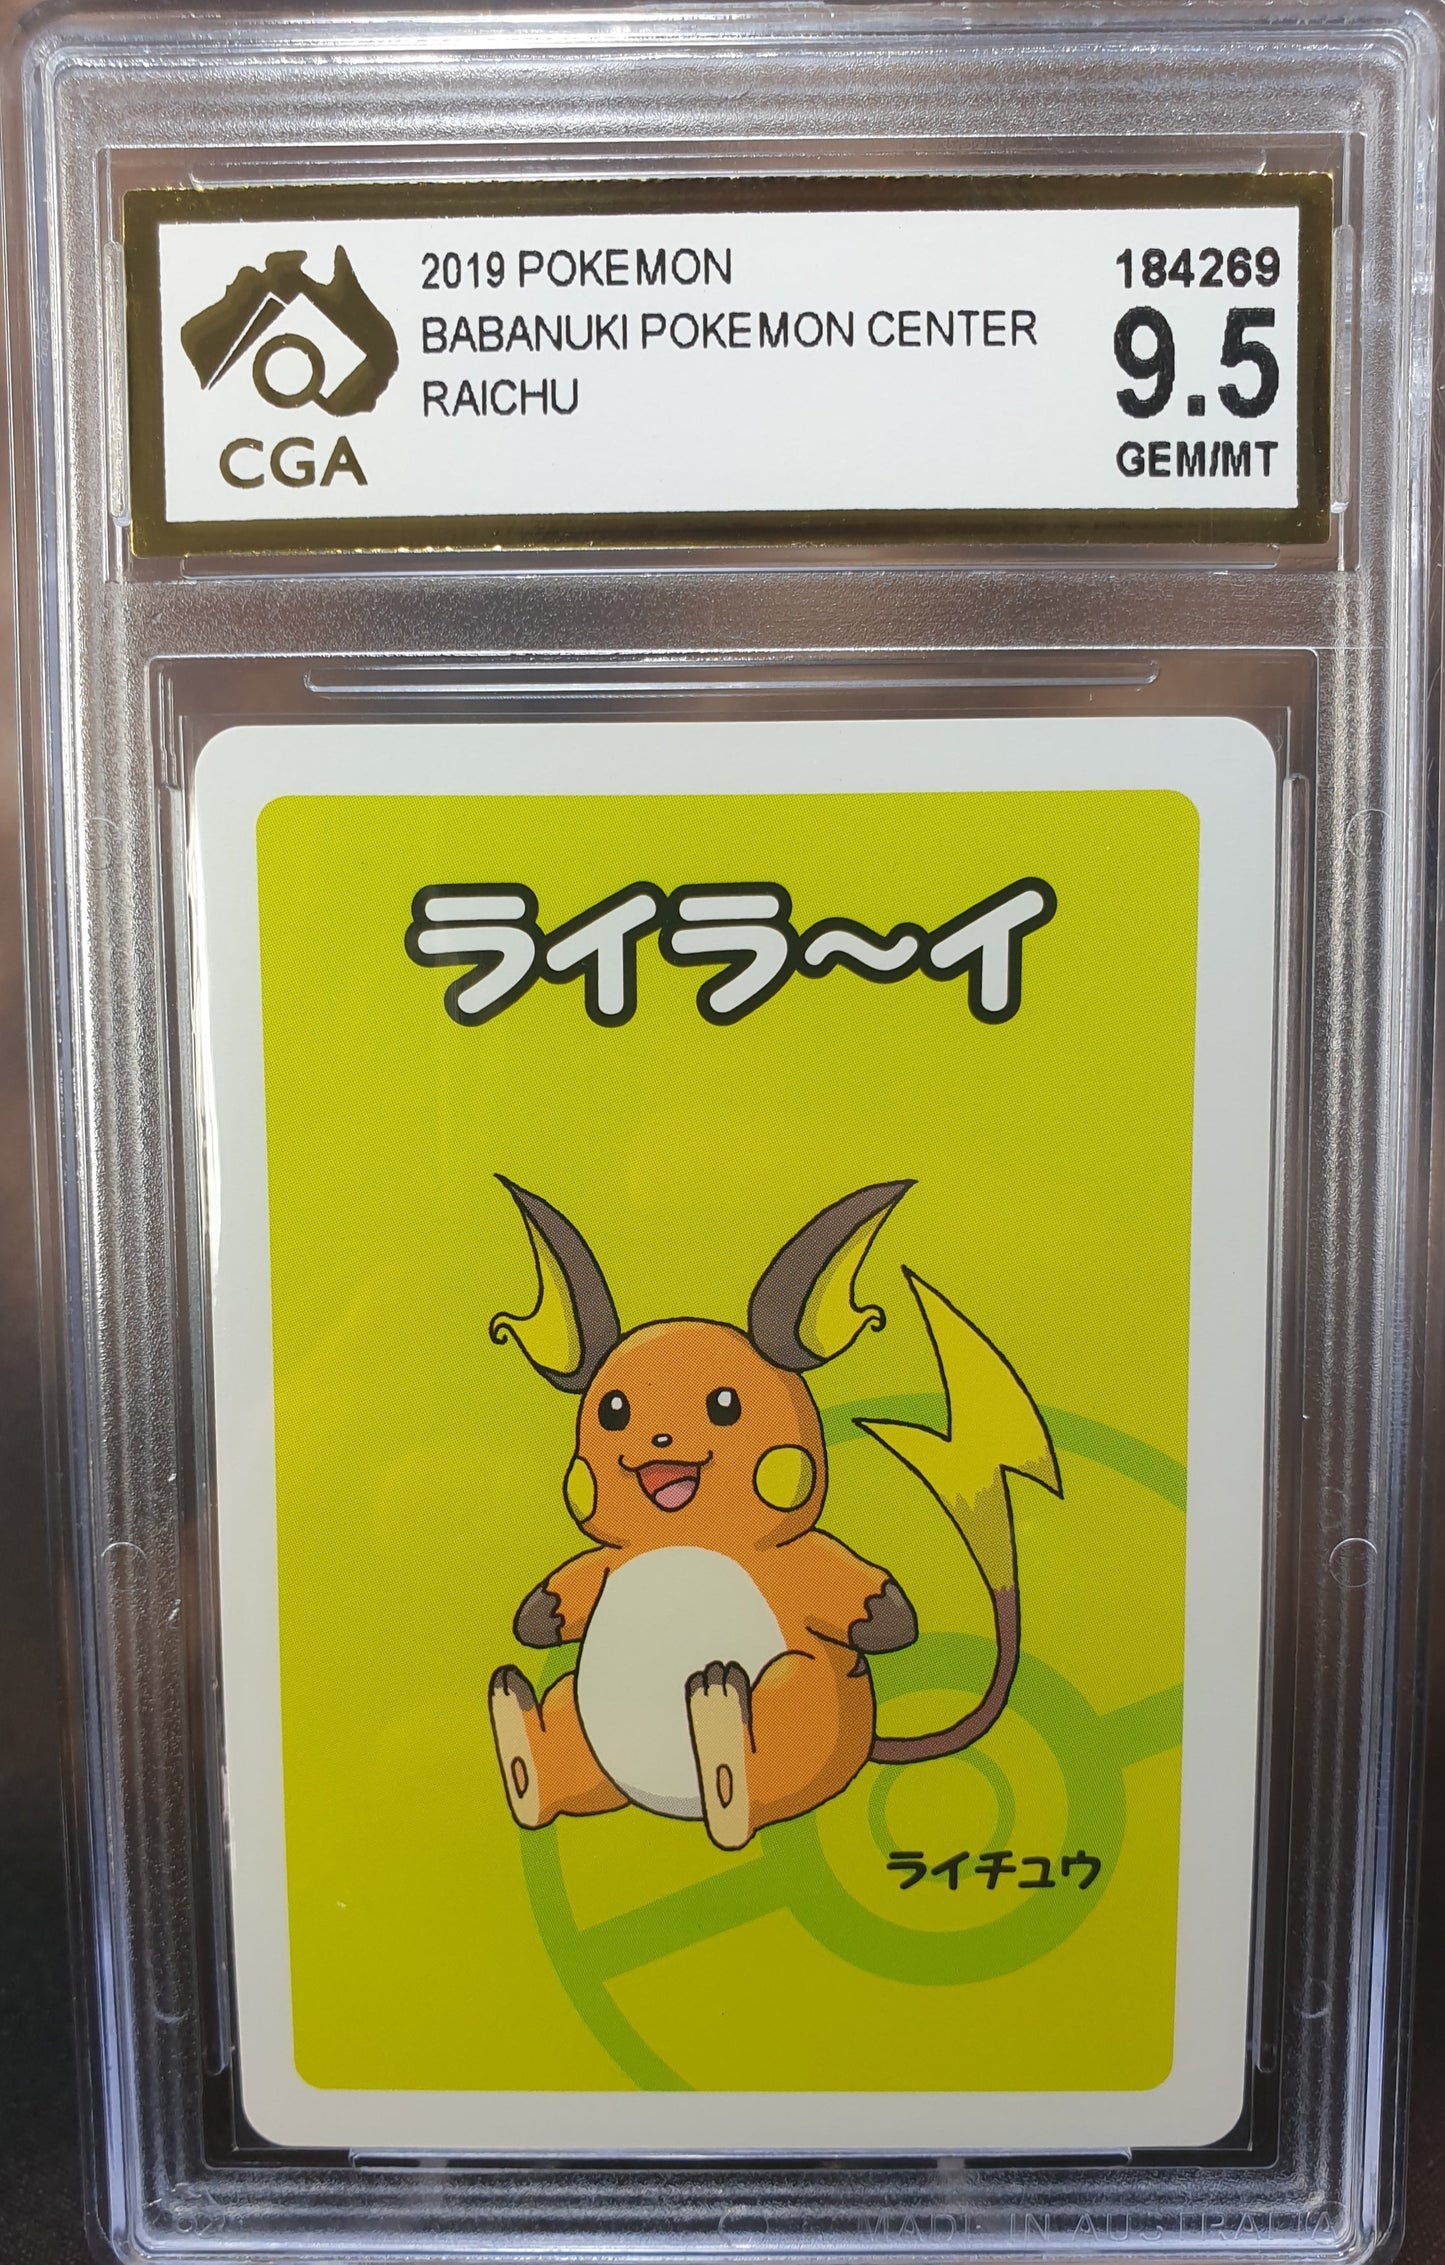 2019 POKEMON
BABANUKI POKEMON CENTER
RAICHU
184269
9.5
GEM/MT
CGA
ライラ～イ
ライチュウ
MADE IN AUSTRALIA